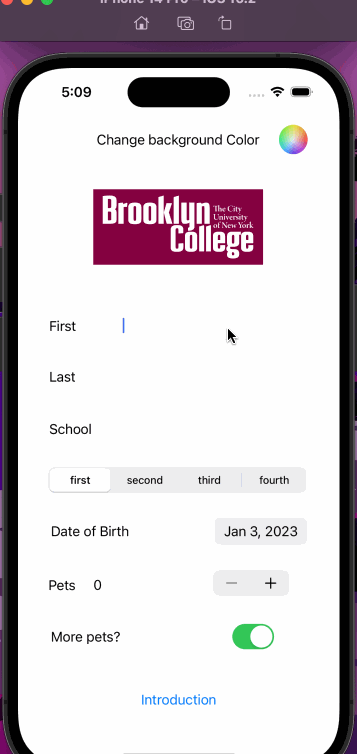 5:09
Change background Color
Brooklyn College
The City
University
of New York
First
Last
School
first second third fourth
Date of Birth Jan 3, 2023
Pets 0
More pets?
Introduction